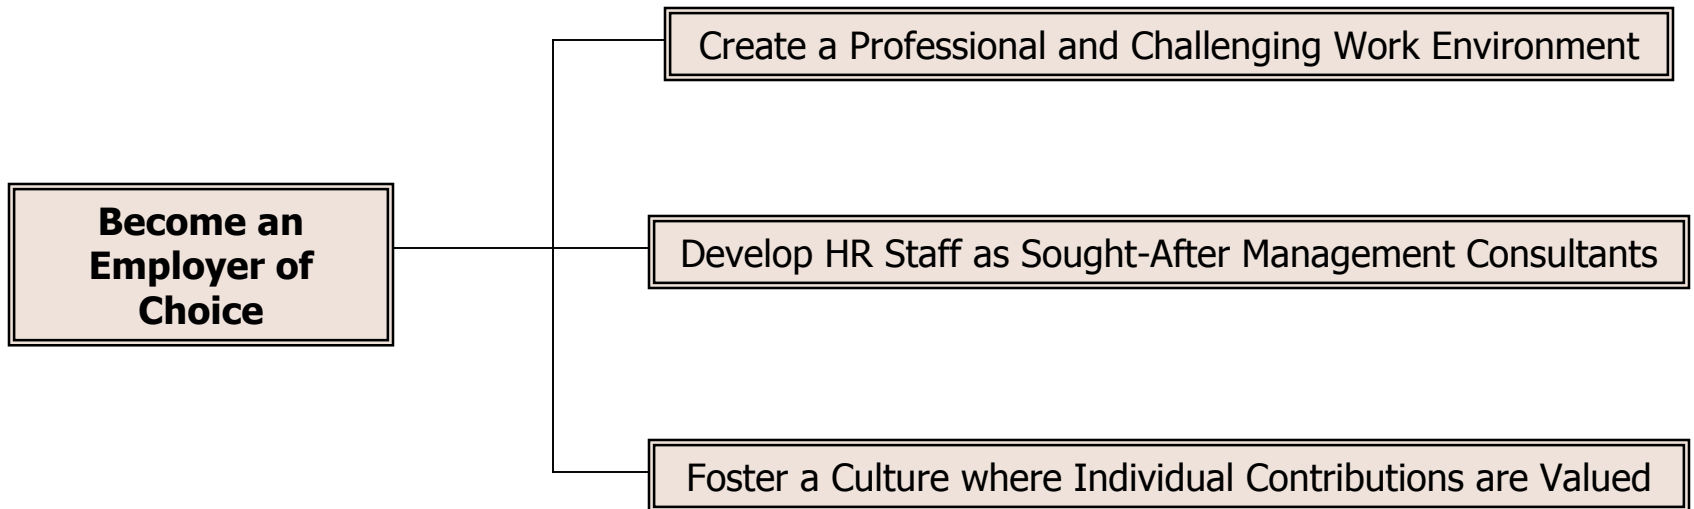 Create a Professional and Challenging Work Environment
Become an
Employer of
Choice
Develop HR Staff as Sought-After Management Consultants
Foster a Culture where Individual Contributions are Valued